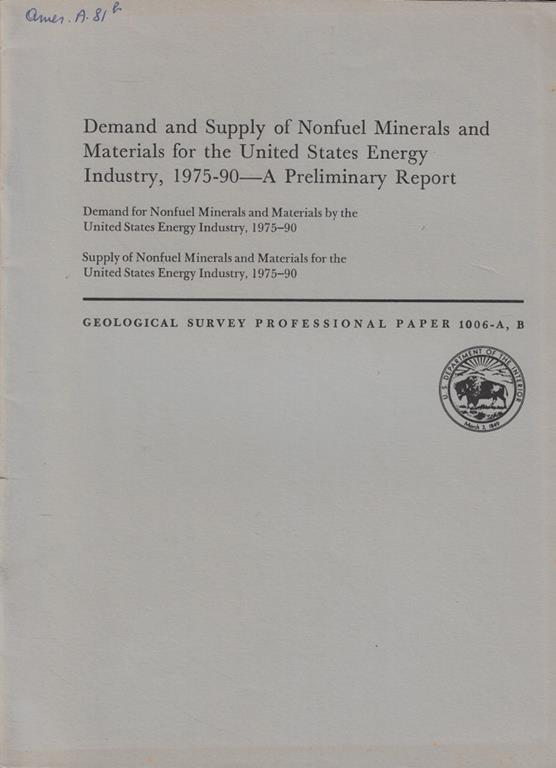 Amer. A. 81 b
Demand and Supply of Nonfuel Minerals and
Materials for the United States Energy
Industry, 1975-90—A Preliminary Report
Demand for Nonfuel Minerals and Materials by the
United States Energy Industry, 1975–90
Supply of Nonfuel Minerals and Materials for the
United States Energy Industry, 1975–90
GEOLOGICAL SURVEY PROFESSIONAL PAPER 1006-A, B
U. S. DEPARTMENT OF THE INTERIOR
March 3, 1849